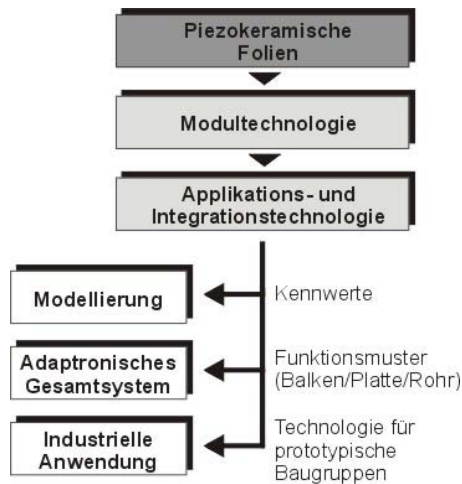 Piezokeramische
Folien
Modultechnologie
Applikations- und
Integrationstechnologie
Modellierung
Kennwerte
Adaptronisches
Gesamtsystem
Funktionsmuster
(Balken/Platte/Rohr)
Industrielle
Anwendung
Technologie für
prototypische
Baugruppen